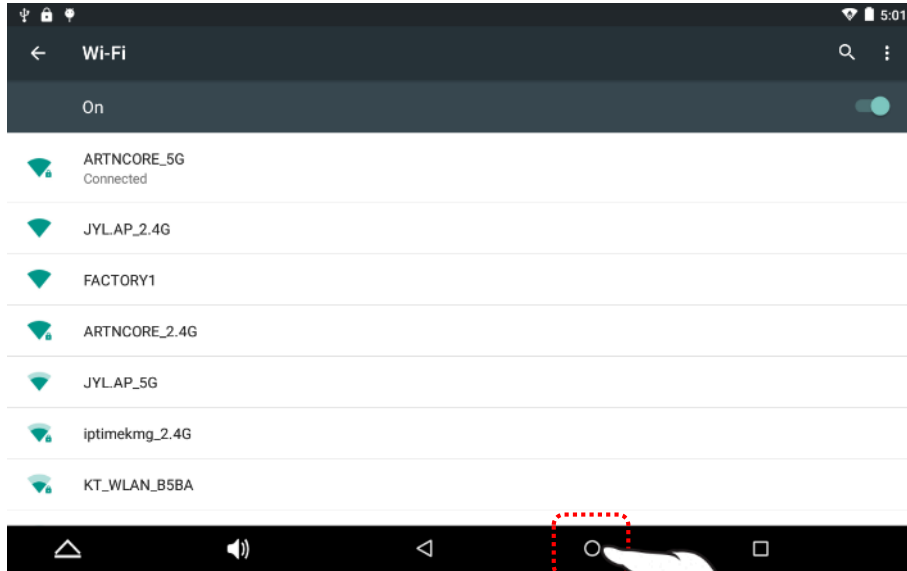 5:01
Wi-Fi
On
ARTNCORE_5G
Connected
JYL.AP_2.4G
FACTORY1
ARTNCORE_2.4G
JYL.AP_5G
iptimekmg_2.4G
KT_WLAN_B5BA